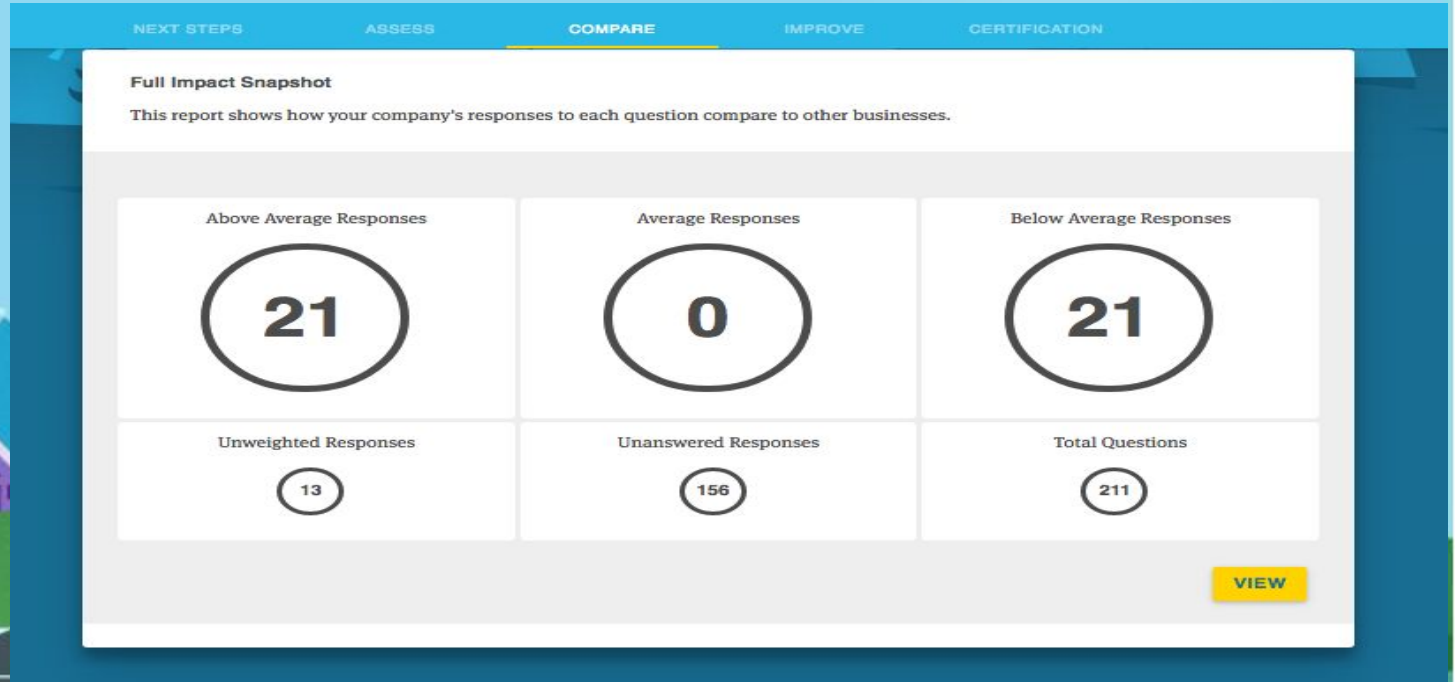 NEXT STEPS ASSESS COMPARE IMPROVE CERTIFICATION
Full Impact Snapshot
This report shows how your company's responses to each question compare to other businesses.
Above Average Responses
21
Average Responses
0
Below Average Responses
21
Unweighted Responses
13
Unanswered Responses
156
Total Questions
211
VIEW